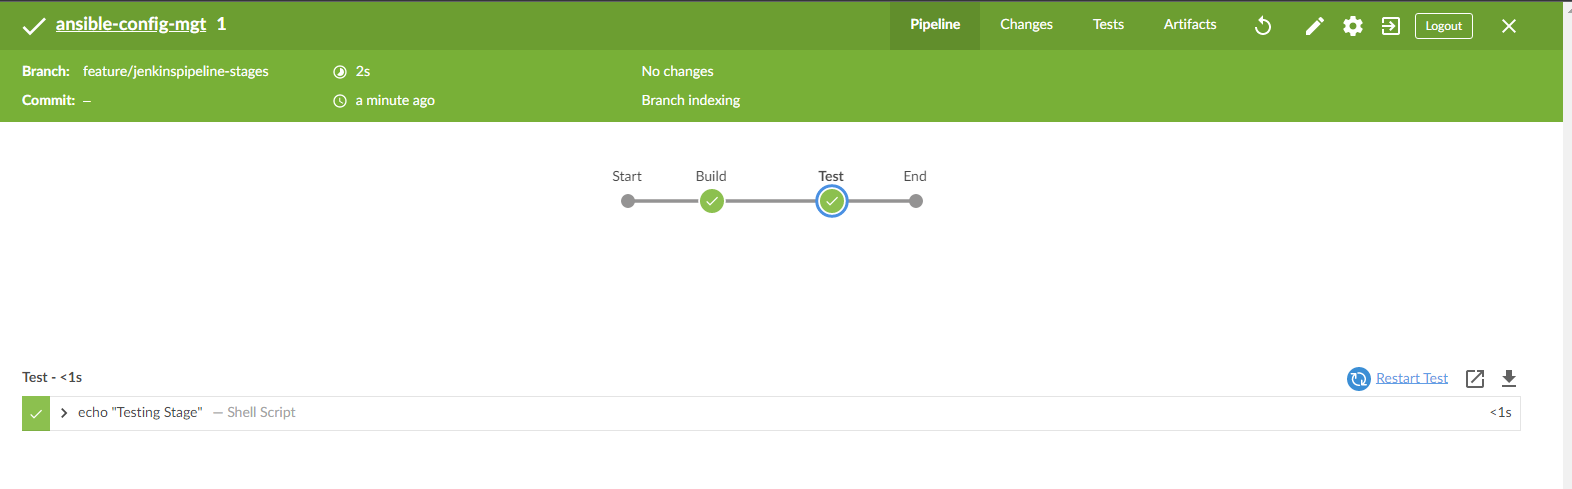 ansible-config-mgt 1 Pipeline Changes Tests Artifacts Logout
Branch: feature/jenkinspipeline-stages 2s No changes
Commit: – a minute ago Branch indexing
Start Build Test End
Test - <1s Restart Test
echo "Testing Stage" — Shell Script <1s